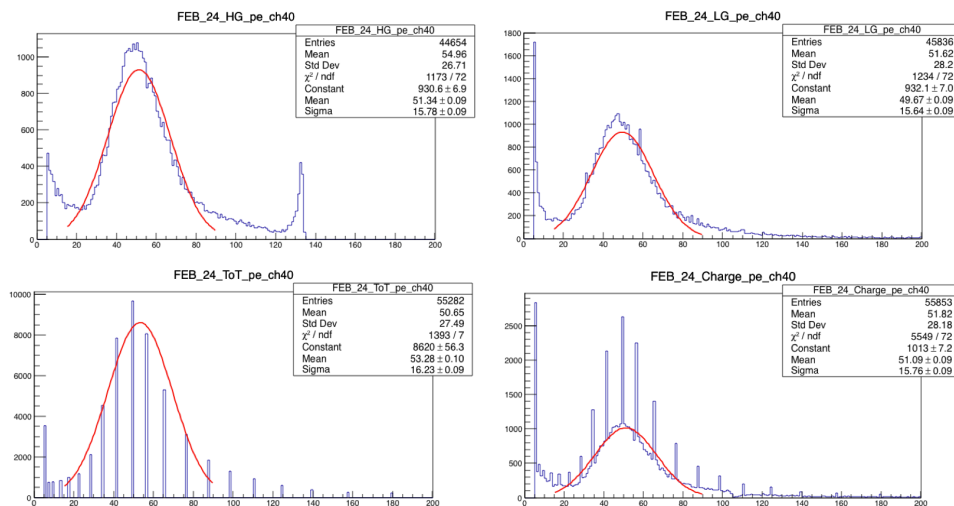 FEB_24_HG_pe_ch40
FEB_24_HG_pe_ch40
Entries 44654
Mean 54.96
Std Dev 26.71
χ² / ndf 1173 / 72
Constant 930.6 ± 6.9
Mean 51.34 ± 0.09
Sigma 15.78 ± 0.09
1000
800
600
400
200
0
0 20 40 60 80 100 120 140 160 180 200
FEB_24_LG_pe_ch40
FEB_24_LG_pe_ch40
Entries 45836
Mean 51.62
Std Dev 28.2
χ² / ndf 1234 / 72
Constant 932.1 ± 7.0
Mean 49.67 ± 0.09
Sigma 15.64 ± 0.09
1800
1600
1400
1200
1000
800
600
400
200
0
0 20 40 60 80 100 120 140 160 180 200
FEB_24_ToT_pe_ch40
FEB_24_ToT_pe_ch40
Entries 55282
Mean 50.65
Std Dev 27.49
χ² / ndf 1393 / 7
Constant 8620 ± 56.3
Mean 53.28 ± 0.10
Sigma 16.23 ± 0.09
10000
8000
6000
4000
2000
0
0 20 40 60 80 100 120 140 160 180 200
FEB_24_Charge_pe_ch40
FEB_24_Charge_pe_ch40
Entries 55853
Mean 51.82
Std Dev 28.18
χ² / ndf 5549 / 72
Constant 1013 ± 7.2
Mean 51.09 ± 0.09
Sigma 15.76 ± 0.09
2500
2000
1500
1000
500
0
0 20 40 60 80 100 120 140 160 180 200